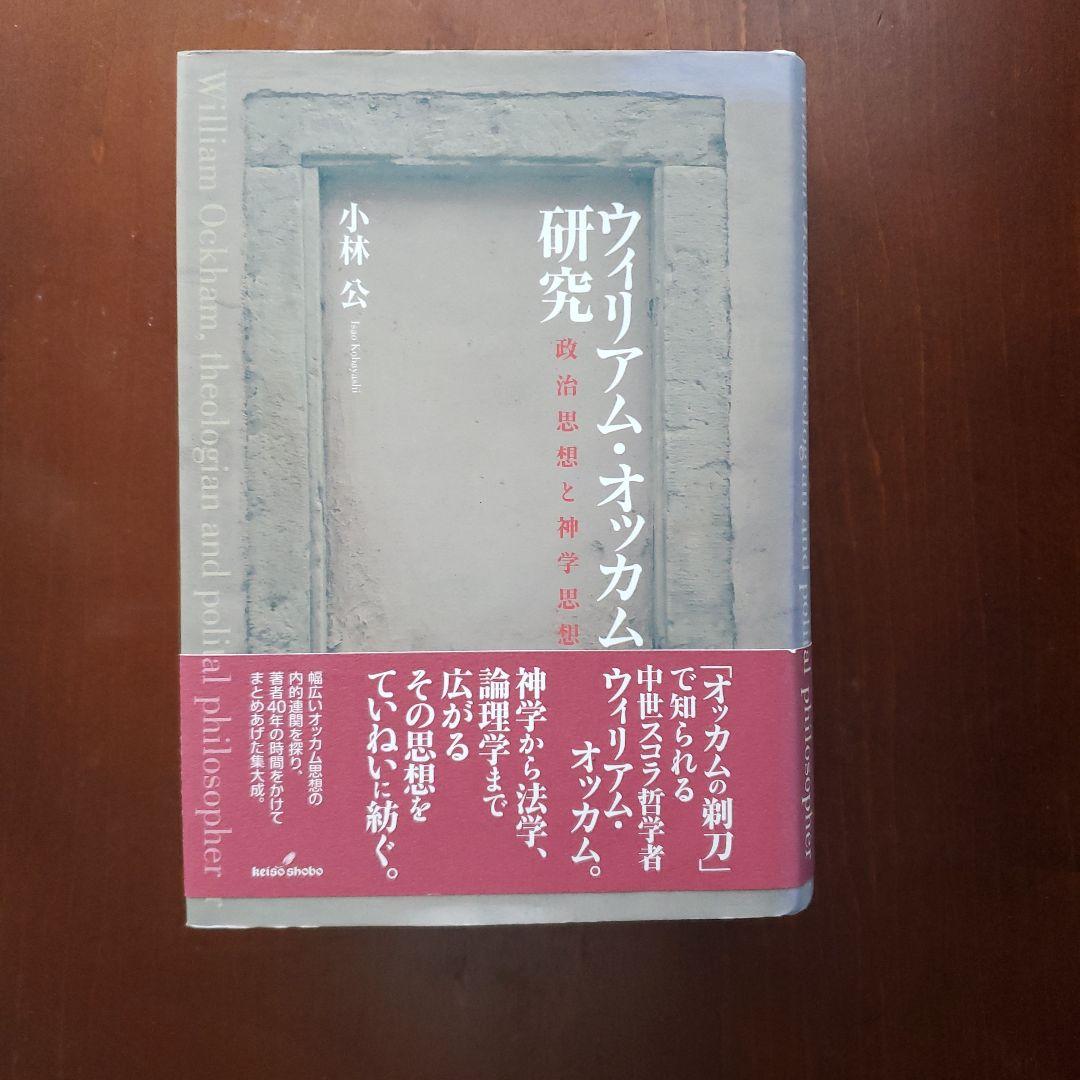 ウィリアム・オッカム
研究
政治思想と神学思想
小林 公
Isao Kobayashi
William Ockham, theologian and politial philosopher
「オッカムの剃刀」
で知られる
中世スコラ哲学者
ウィリアム・
オッカム。
神学から法学、
論理学まで
広がる
その思想を
ていねいに紡ぐ。
幅広いオッカム思想の
内的連関を探り、
著者40年の時間をかけて
まとめあげた集大成。
keiso shobo